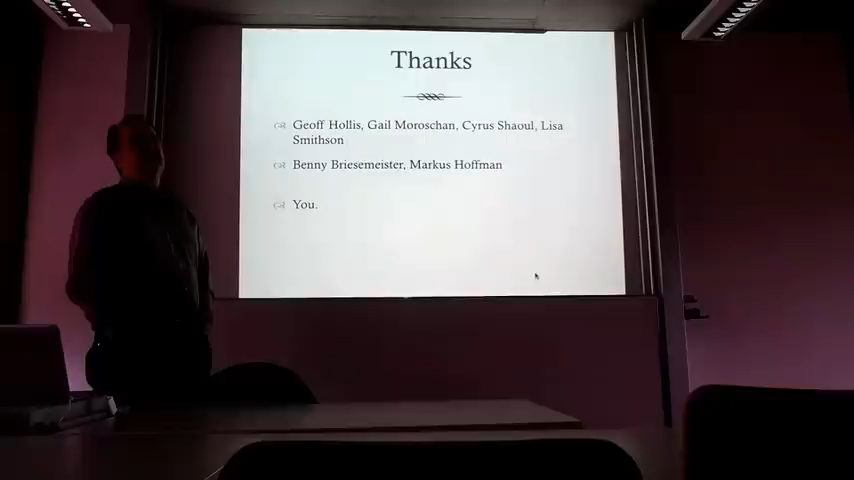 Thanks
Geoff Hollis, Gail Moroschan, Cyrus Shaoul, Lisa
Smithson
Benny Briesemeister, Markus Hoffman
You.